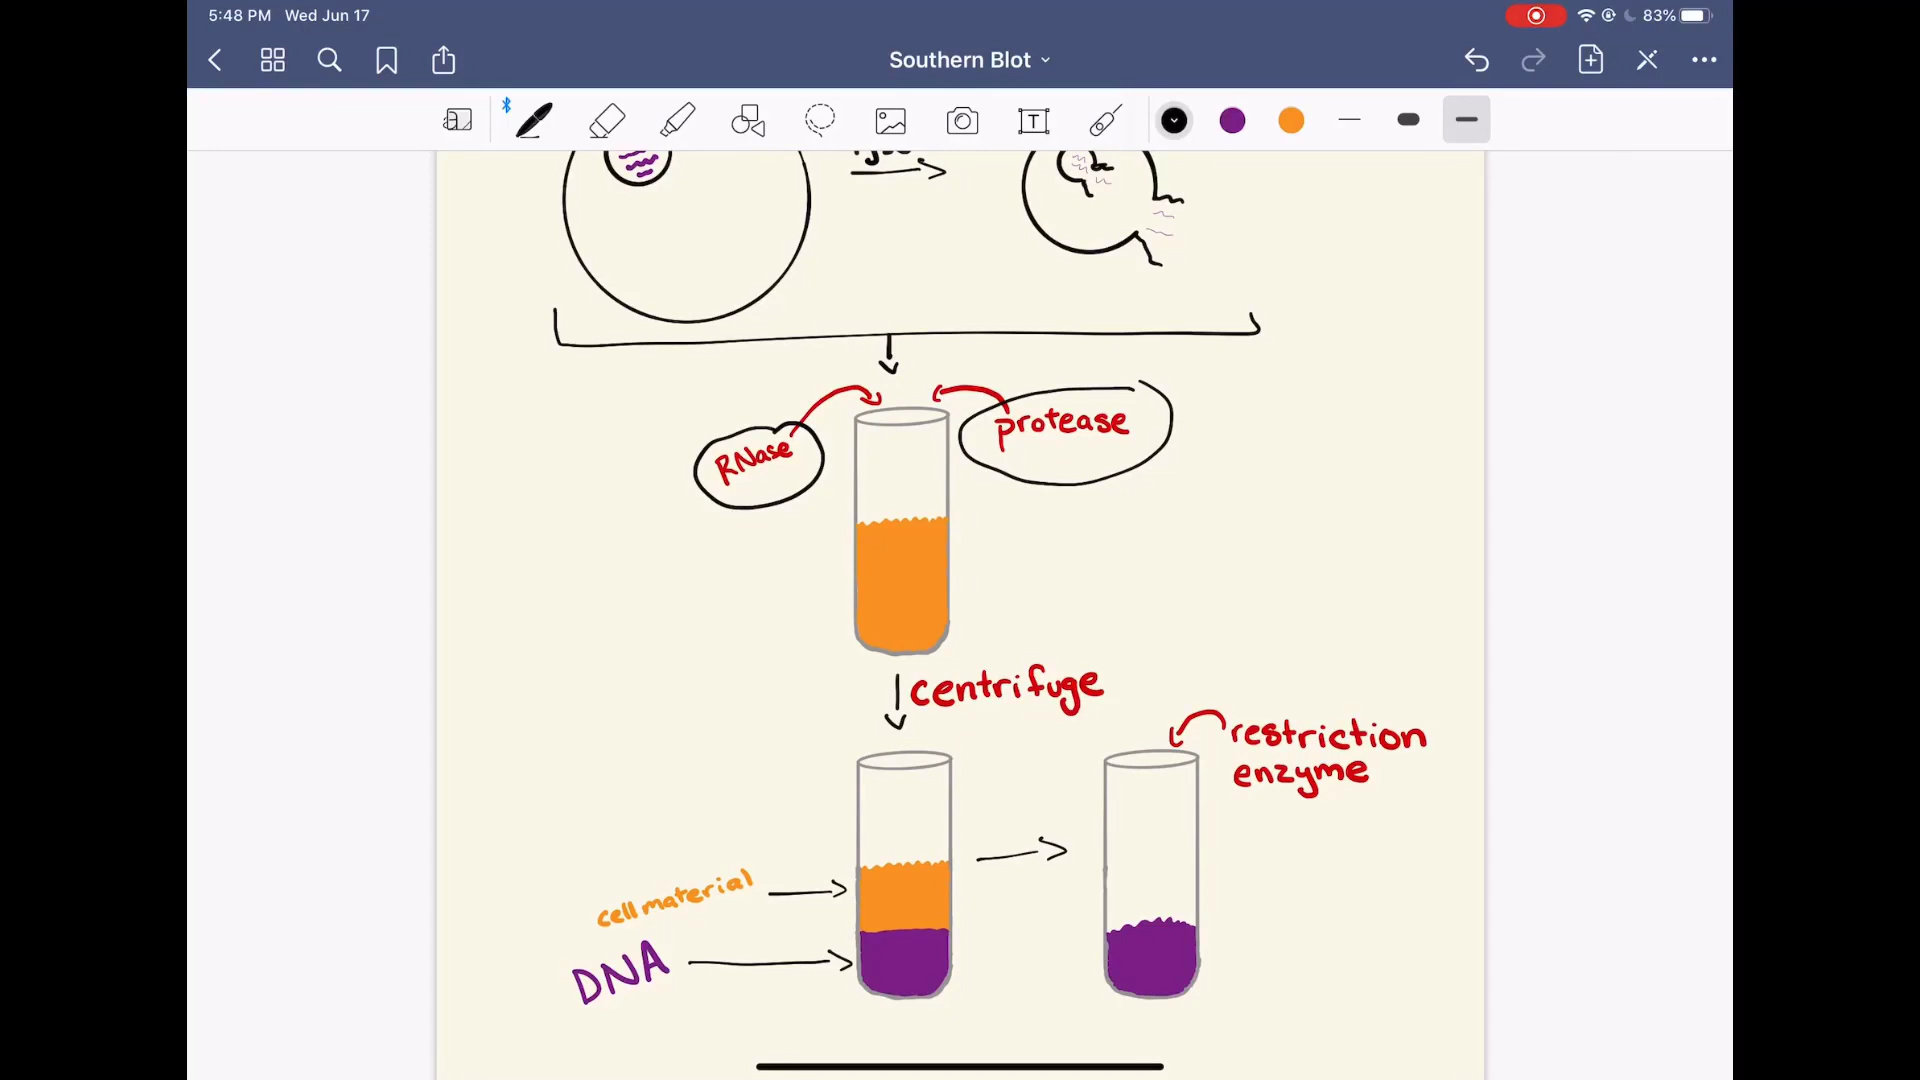 5:48 PM Wed Jun 17
83%
Southern Blot
T
RNase
protease
centrifuge
restriction
enzyme
cell material
DNA